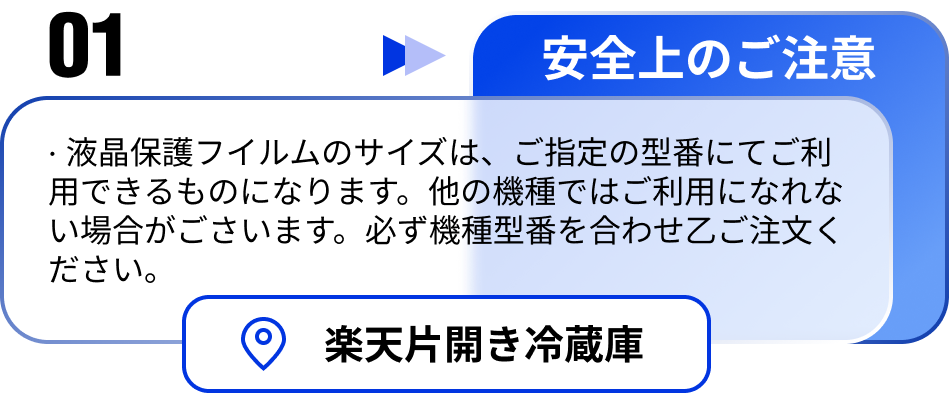 01
安全上のご注意
· 液晶保護フイルムのサイズは、ご指定の型番にてご利
用できるものになります。他の機種ではご利用になれな
い場合がごさいます。必ず機種型番を合わせ乙ご注文く
ださい。
楽天片開き冷蔵庫